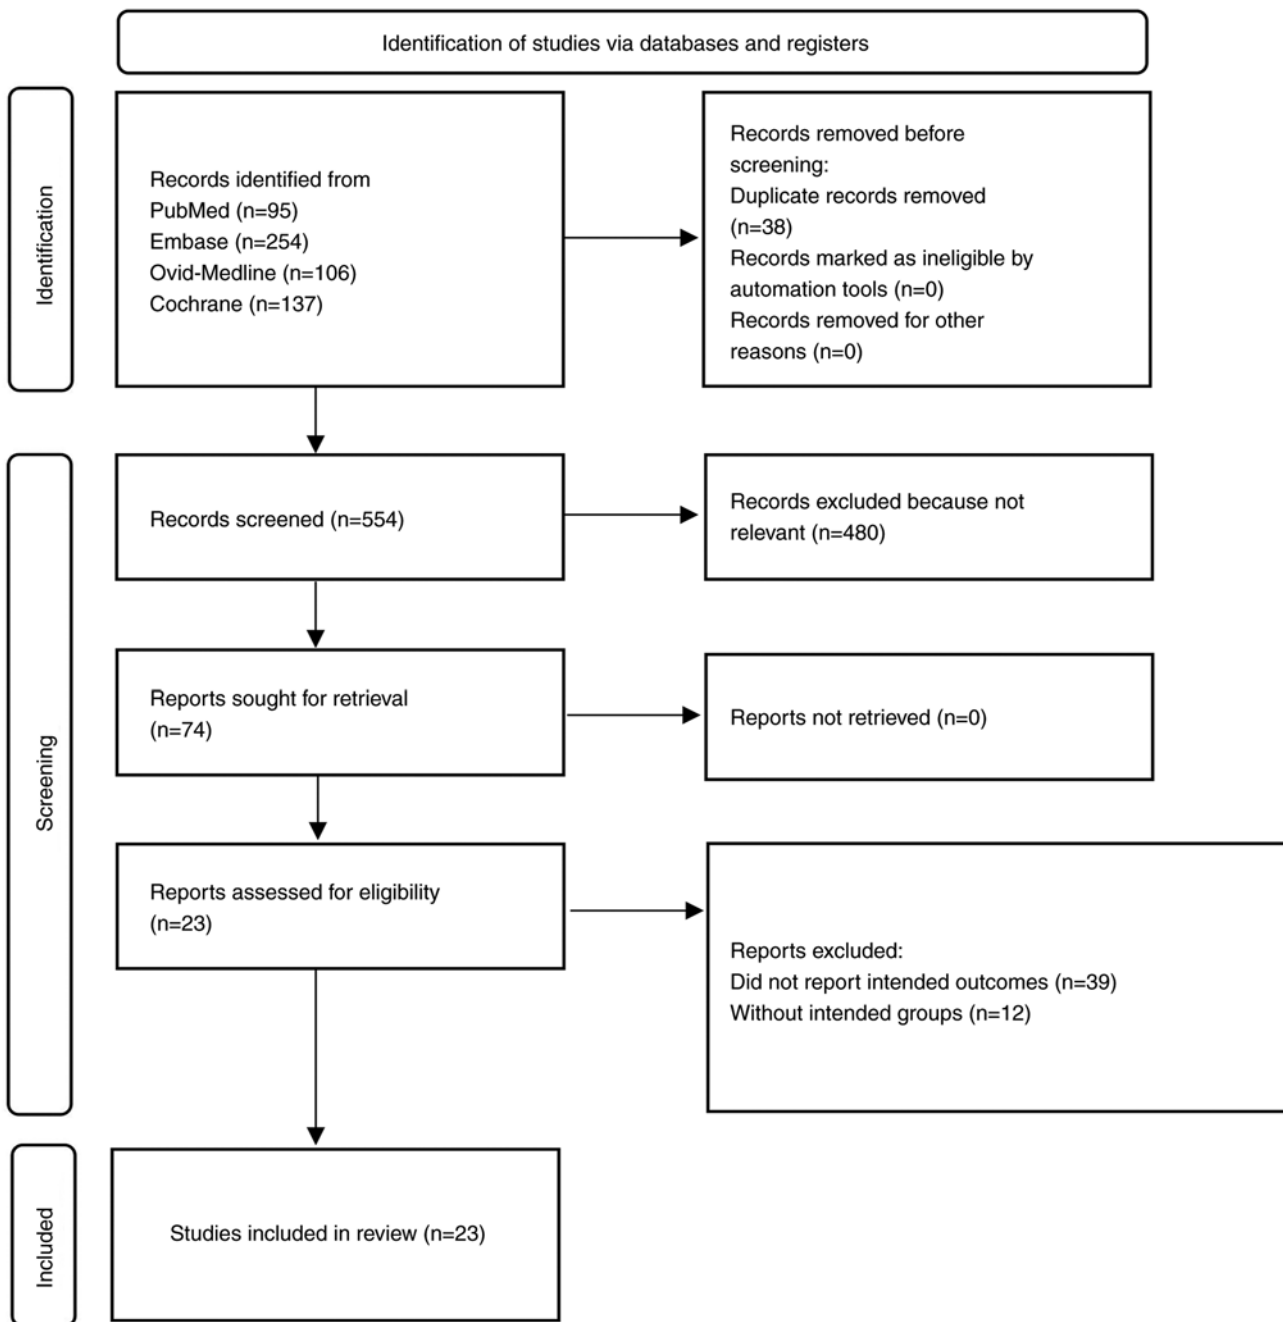 Identification of studies via databases and registers
Identification
Records identified from
PubMed (n=95)
Embase (n=254)
Ovid-Medline (n=106)
Cochrane (n=137)
Records removed before
screening:
Duplicate records removed
(n=38)
Records marked as ineligible by
automation tools (n=0)
Records removed for other
reasons (n=0)
Screening
Records screened (n=554)
Records excluded because not
relevant (n=480)
Reports sought for retrieval
(n=74)
Reports not retrieved (n=0)
Reports assessed for eligibility
(n=23)
Reports excluded:
Did not report intended outcomes (n=39)
Without intended groups (n=12)
Included
Studies included in review (n=23)